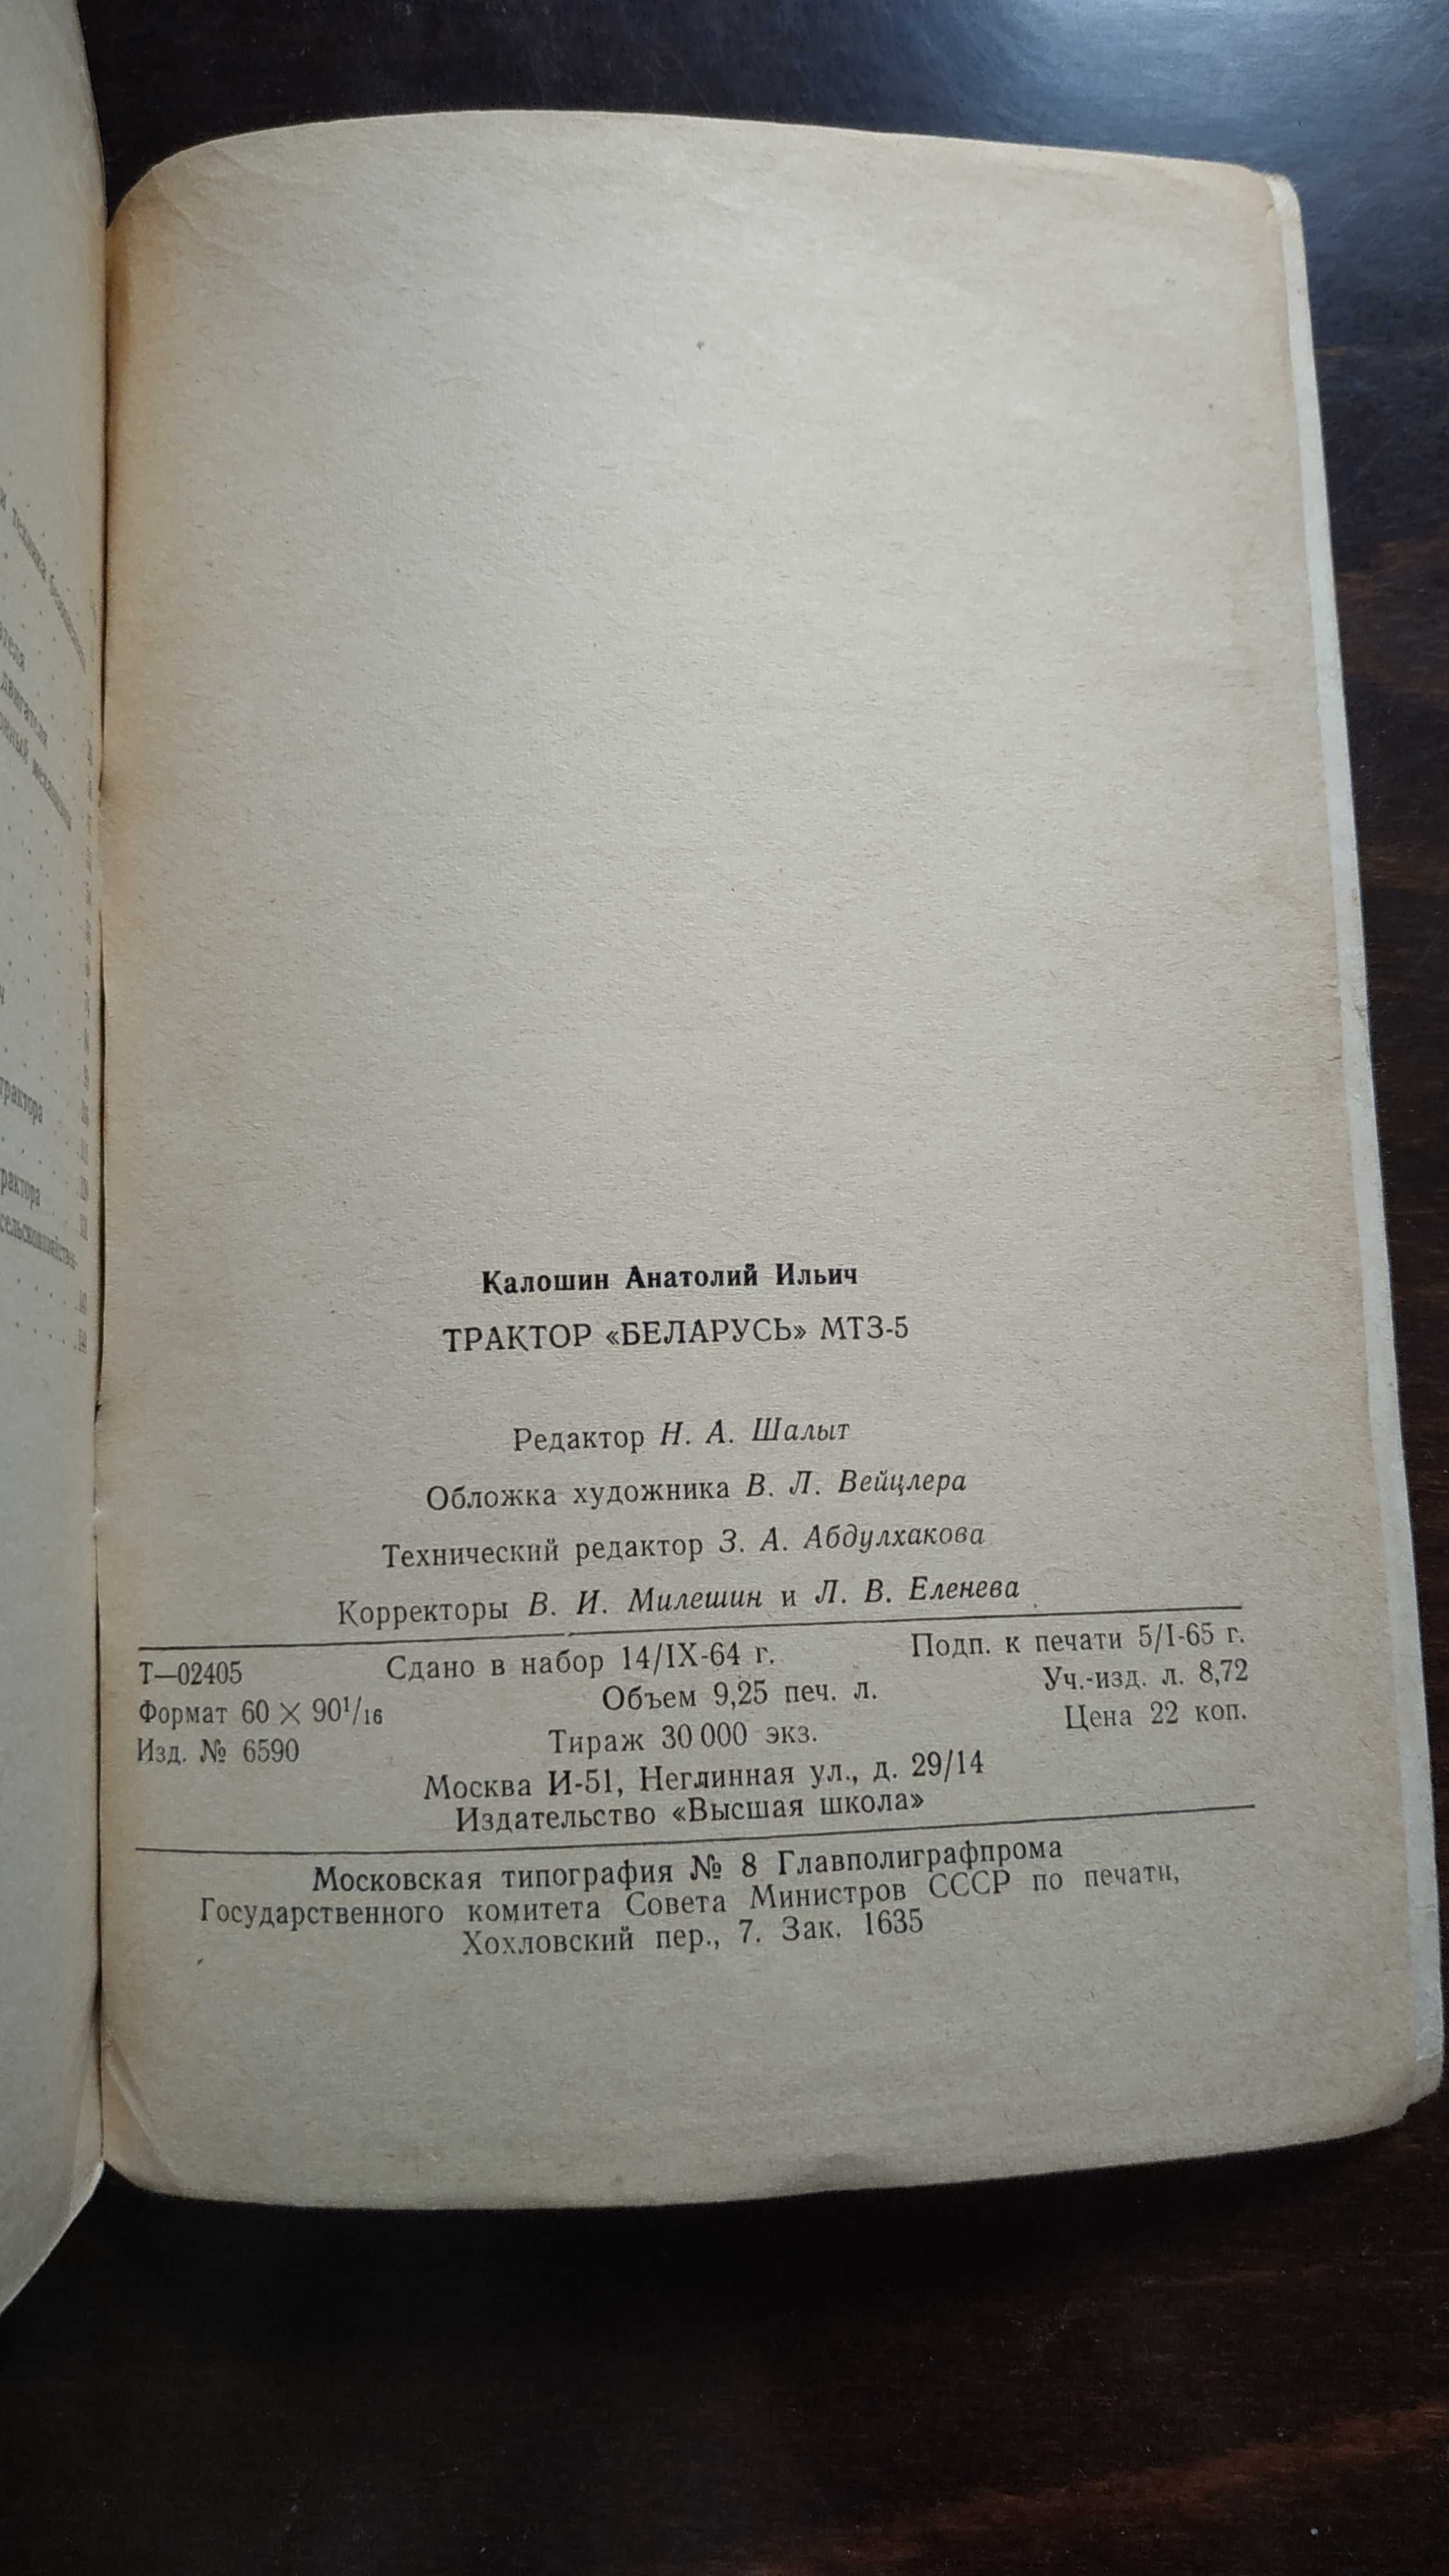 и техника безопасности
двигателя
трактора
Калошин Анатолий Ильич
ТРАКТОР «БЕЛАРУСЬ» МТЗ-5
Редактор Н. А. Шалыт
Обложка художника В. Л. Вейцлера
Технический редактор З. А. Абдулхакова
Корректоры В. И. Милешин и Л. В. Еленева
Т—02405 Сдано в набор 14/IX-64 г. Подп. к печати 5/I-65 г.
Формат 60 × 90¹/₁₆ Объем 9,25 печ. л. Уч.-изд. л. 8,72
Изд. № 6590 Тираж 30 000 экз. Цена 22 коп.
Москва И-51, Неглинная ул., д. 29/14
Издательство «Высшая школа»
Московская типография № 8 Главполиграфпрома
Государственного комитета Совета Министров СССР по печати,
Хохловский пер., 7. Зак. 1635